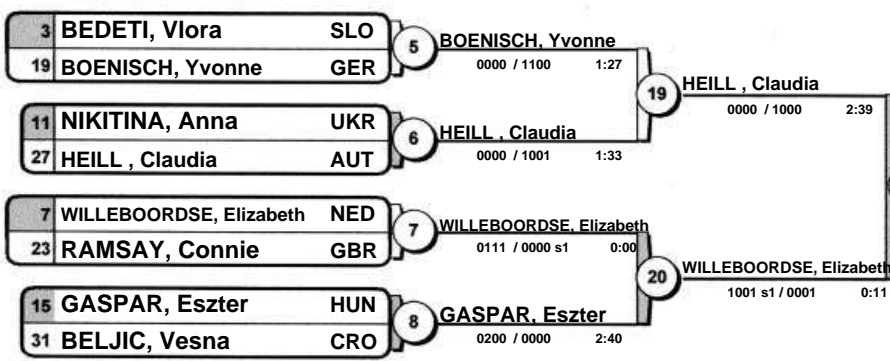 3 BEDETI, Vlora SLO
19 BOENISCH, Yvonne GER
5
BOENISCH, Yvonne
0000 / 1100 1:27
11 NIKITINA, Anna UKR
27 HEILL , Claudia AUT
6
HEILL , Claudia
0000 / 1001 1:33
19
HEILL , Claudia
0000 / 1000 2:39
7 WILLEBOORDSE, Elizabeth NED
23 RAMSAY, Connie GBR
7
WILLEBOORDSE, Elizabeth
0111 / 0000 s1 0:00
15 GASPAR, Eszter HUN
31 BELJIC, Vesna CRO
8
GASPAR, Eszter
0200 / 0000 2:40
20
WILLEBOORDSE, Elizabeth
1001 s1 / 0001 0:11